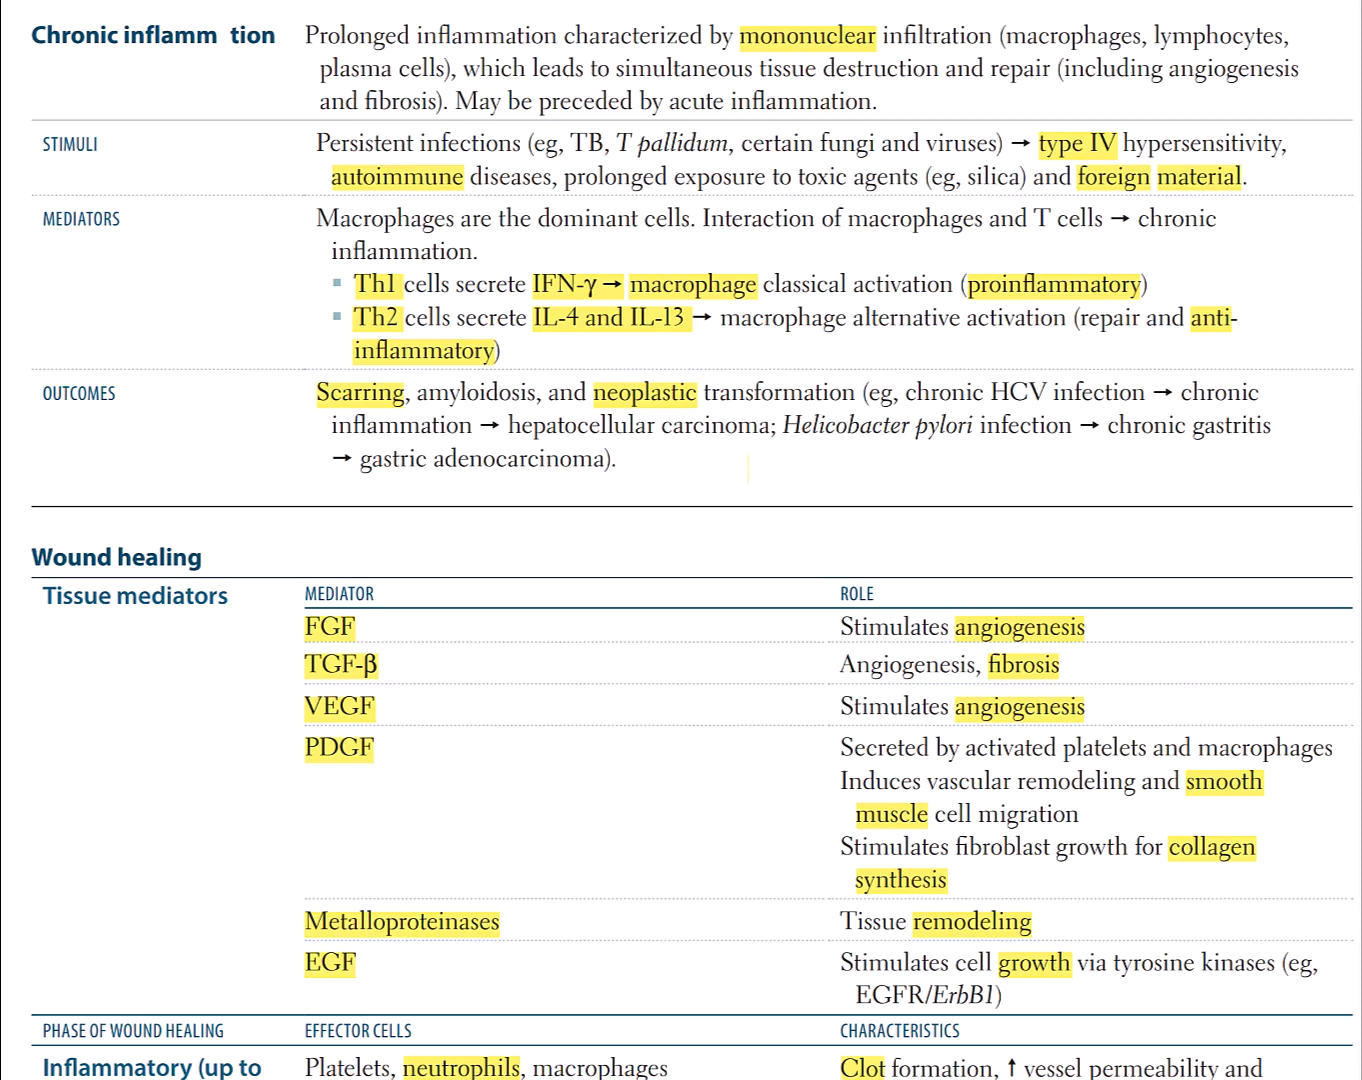 Chronic inflamm tion
Prolonged inflammation characterized by mononuclear infiltration (macrophages, lymphocytes,
plasma cells), which leads to simultaneous tissue destruction and repair (including angiogenesis
and fibrosis). May be preceded by acute inflammation.
STIMULI
Persistent infections (eg, TB, T pallidum, certain fungi and viruses) → type IV hypersensitivity,
autoimmune diseases, prolonged exposure to toxic agents (eg, silica) and foreign material.
MEDIATORS
Macrophages are the dominant cells. Interaction of macrophages and T cells → chronic
inflammation.
▪ Th1 cells secrete IFN-γ → macrophage classical activation (proinflammatory)
▪ Th2 cells secrete IL-4 and IL-13 → macrophage alternative activation (repair and anti-
inflammatory)
OUTCOMES
Scarring, amyloidosis, and neoplastic transformation (eg, chronic HCV infection → chronic
inflammation → hepatocellular carcinoma; Helicobacter pylori infection → chronic gastritis
→ gastric adenocarcinoma).
Wound healing
Tissue mediators
MEDIATOR
ROLE
FGF
Stimulates angiogenesis
TGF-β
Angiogenesis, fibrosis
VEGF
Stimulates angiogenesis
PDGF
Secreted by activated platelets and macrophages
Induces vascular remodeling and smooth
muscle cell migration
Stimulates fibroblast growth for collagen
synthesis
Metalloproteinases
Tissue remodeling
EGF
Stimulates cell growth via tyrosine kinases (eg,
EGFR/ErbB1)
PHASE OF WOUND HEALING
EFFECTOR CELLS
CHARACTERISTICS
Inflammatory (up to
Platelets, neutrophils, macrophages
Clot formation, ↑ vessel permeability and